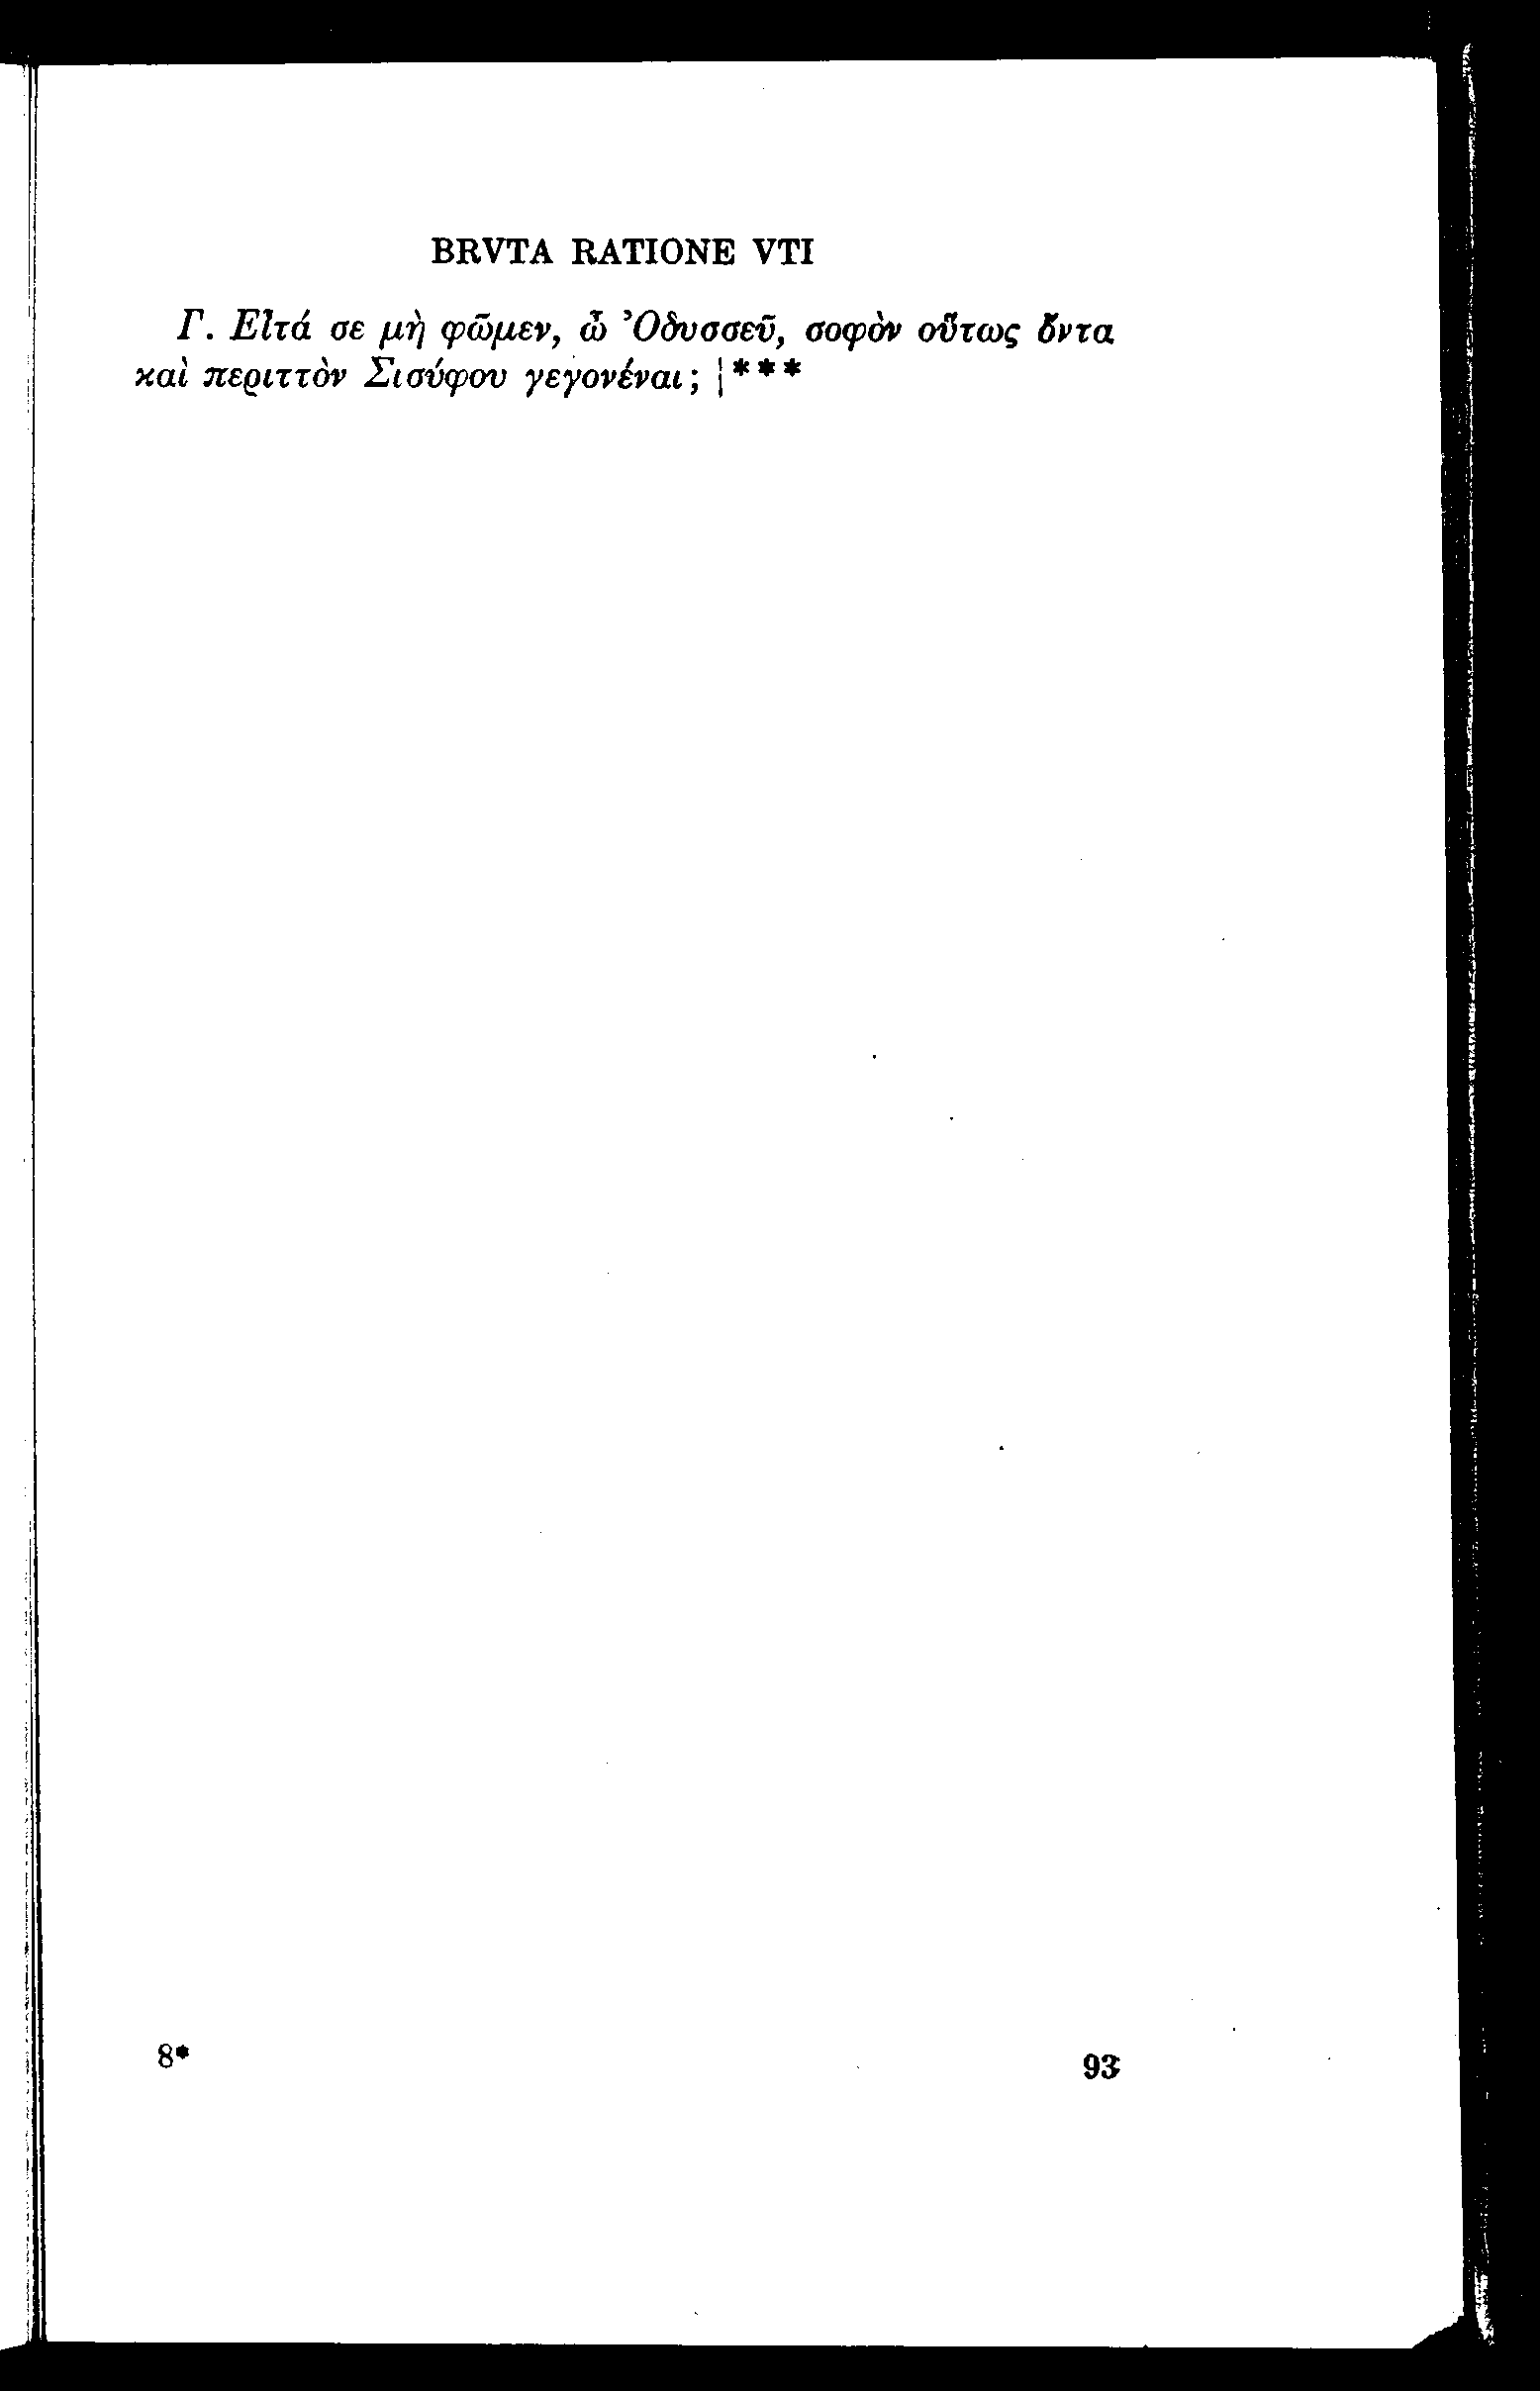 BRVTA RATIONE VTI
Γ. Εἶτά σε μὴ φῶμεν, ὦ Ὀδυσσεῦ, σοφὸν οὕτως ὄντα
καὶ περιττὸν Σισύφου γεγονέναι; ¦***
8*
93